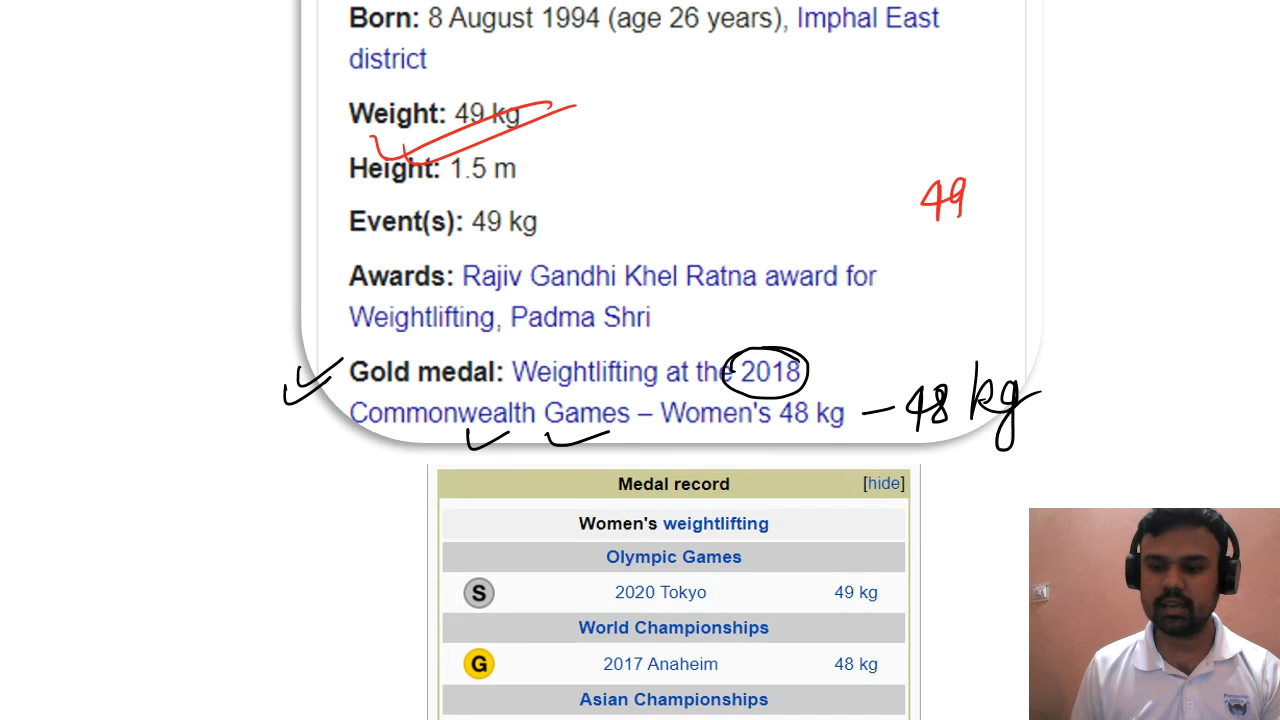 Born: 8 August 1994 (age 26 years), Imphal East
district
Weight: 49 kg
Height: 1.5 m
49
Event(s): 49 kg
Awards: Rajiv Gandhi Khel Ratna award for
Weightlifting, Padma Shri
Gold medal: Weightlifting at the 2018
Commonwealth Games – Women's 48 kg – 48 kg
Medal record [hide]
Women's weightlifting
Olympic Games
S 2020 Tokyo 49 kg
World Championships
G 2017 Anaheim 48 kg
Asian Championships